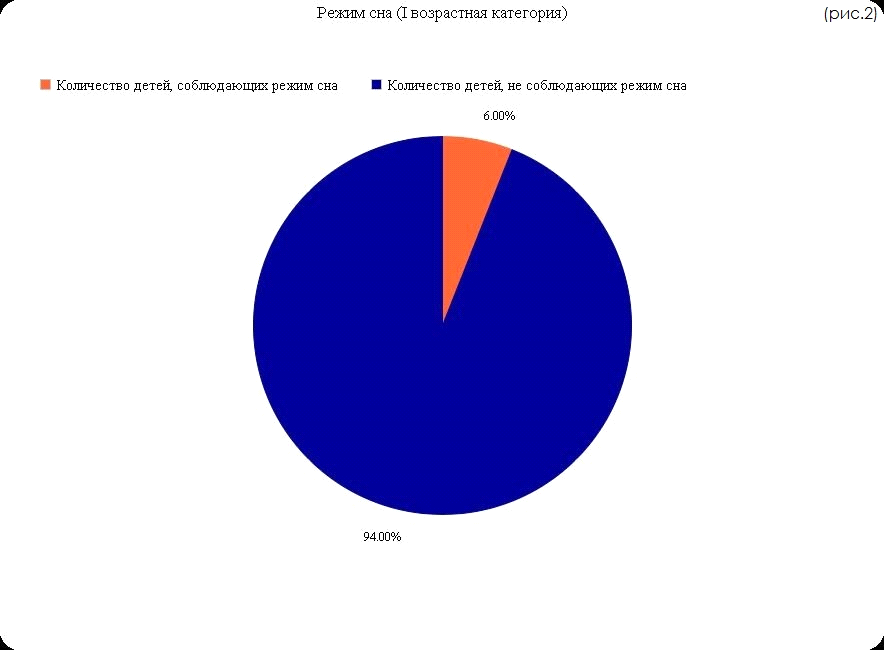 Режим сна (I возрастная категория)
(рис.2)
Количество детей, соблюдающих режим сна
Количество детей, не соблюдающих режим сна
6.00%
94.00%